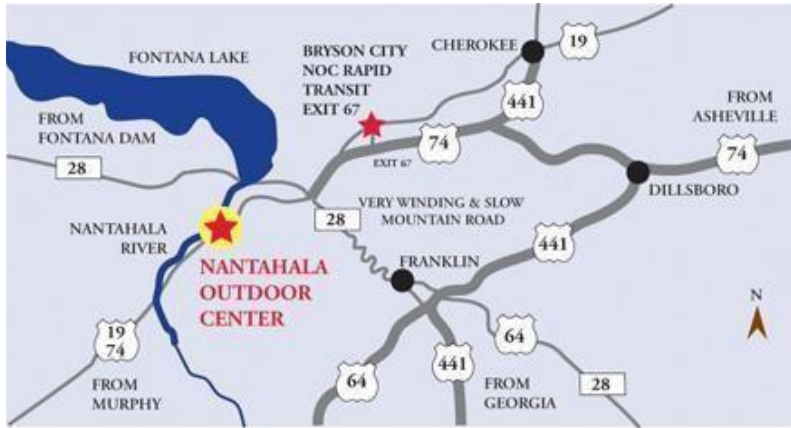 FONTANA LAKE
BRYSON CITY
NOC RAPID
TRANSIT
EXIT 67
CHEROKEE
19
441
FROM
ASHEVILLE
74
FROM
FONTANA DAM
28
74
EXIT 67
DILLSBORO
NANTAHALA
RIVER
28
VERY WINDING & SLOW
MOUNTAIN ROAD
441
NANTAHALA
OUTDOOR
CENTER
FRANKLIN
N
19
74
FROM
MURPHY
64
441
64
FROM
GEORGIA
28